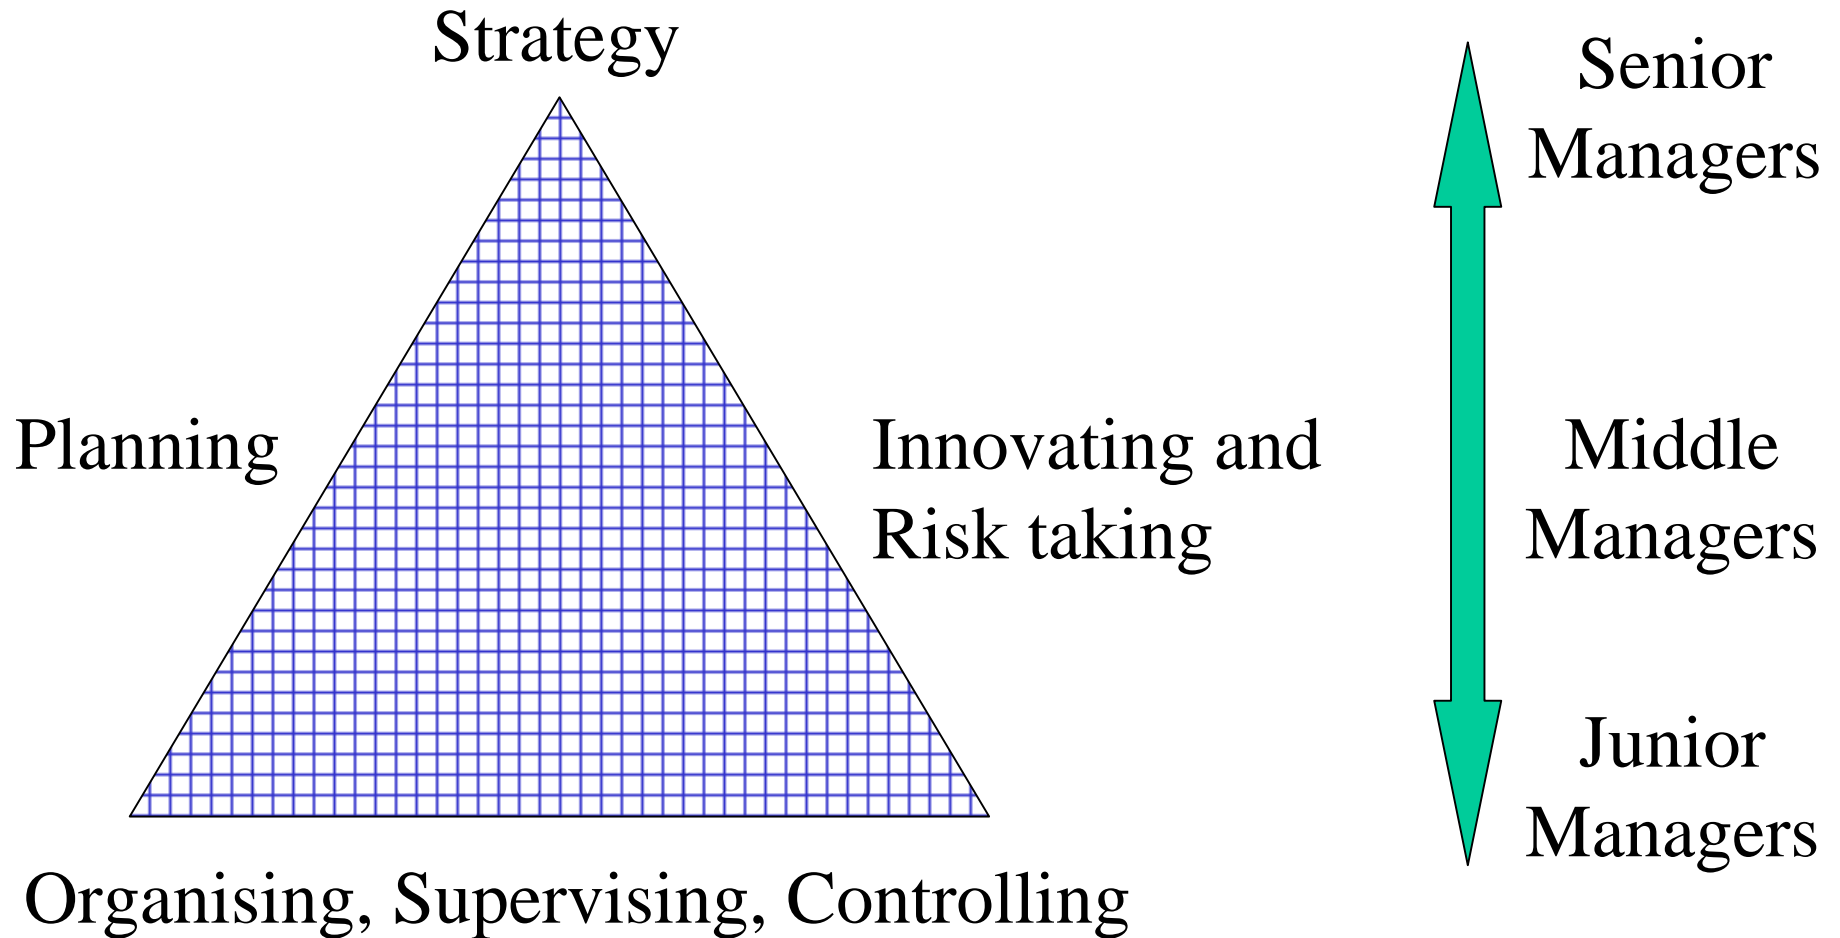 Strategy
Senior
Managers
Planning
Innovating and
Risk taking
Middle
Managers
Junior
Managers
Organising, Supervising, Controlling